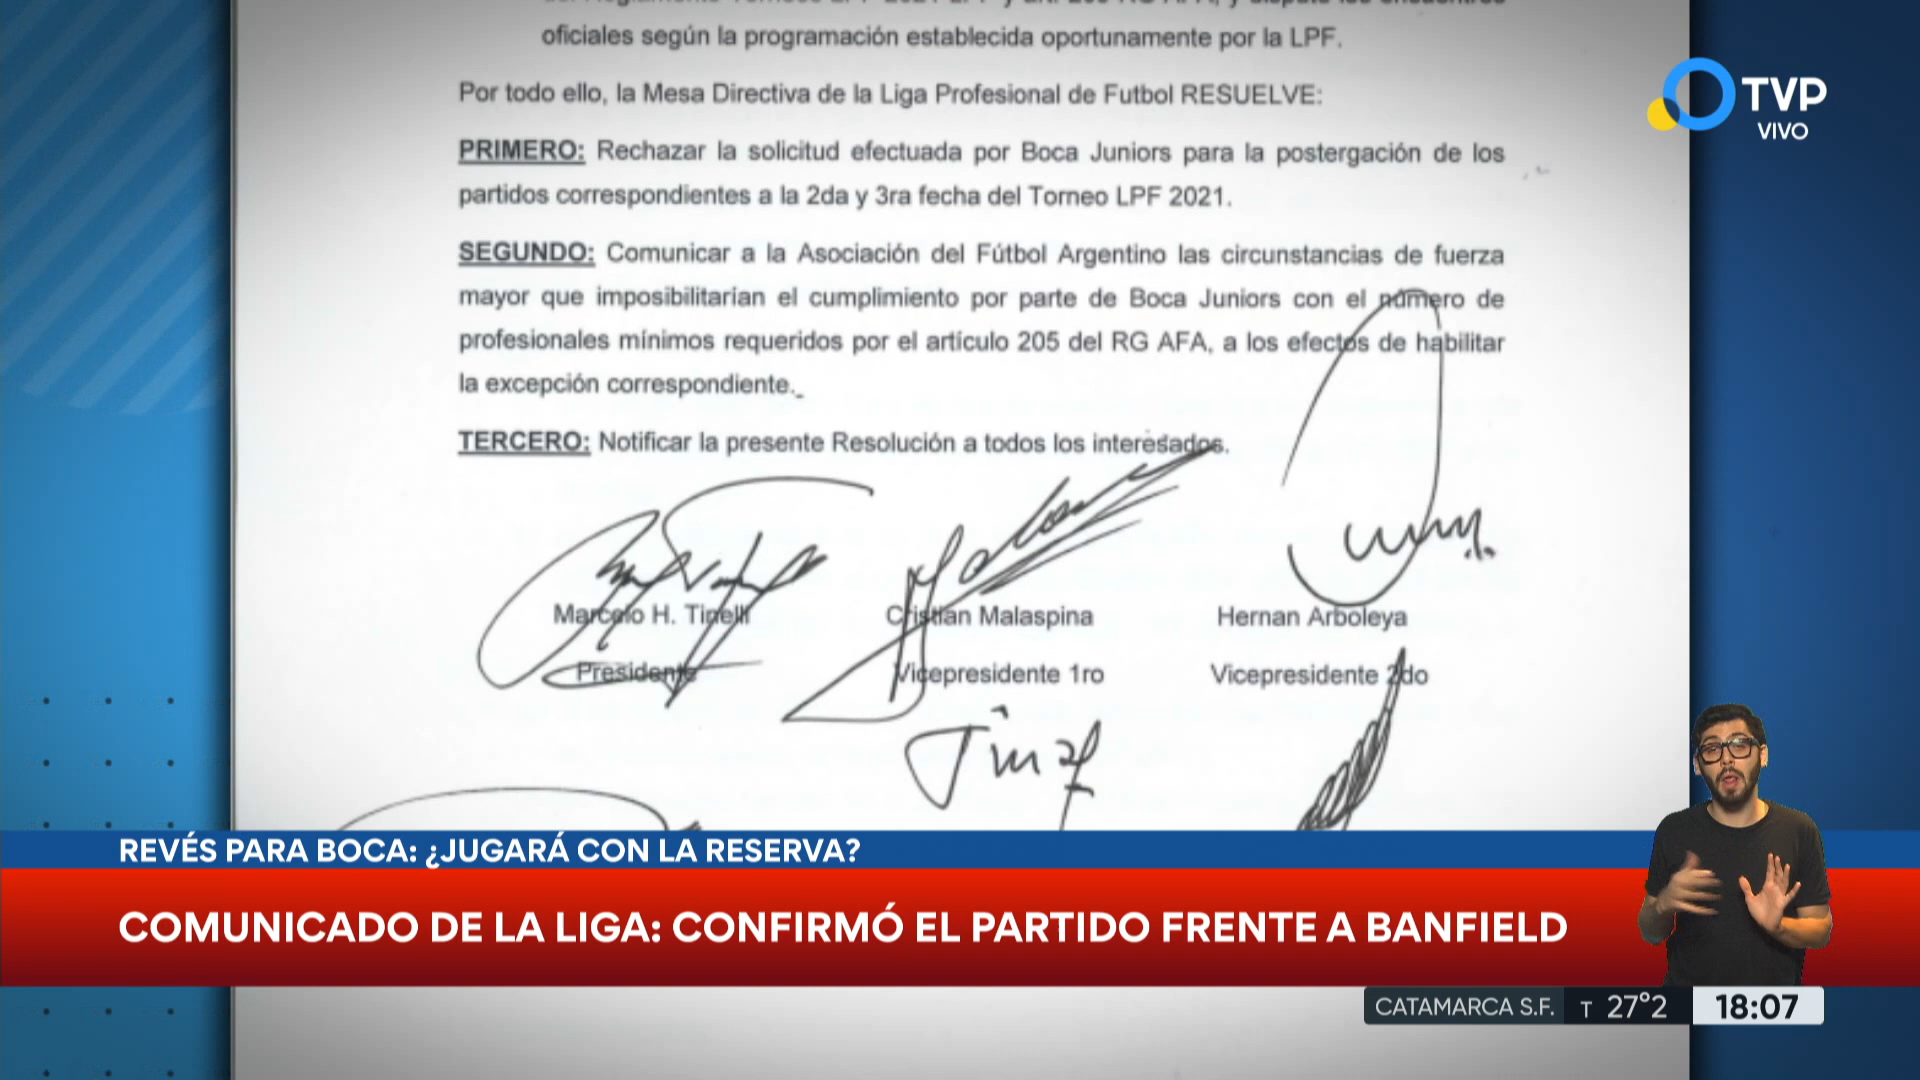 oficiales según la programación establecida oportunamente por la LPF.
Por todo ello, la Mesa Directiva de la Liga Profesional de Futbol RESUELVE:
PRIMERO: Rechazar la solicitud efectuada por Boca Juniors para la postergación de los
partidos correspondientes a la 2da y 3ra fecha del Torneo LPF 2021.
SEGUNDO: Comunicar a la Asociación del Fútbol Argentino las circunstancias de fuerza
mayor que imposibilitarían el cumplimiento por parte de Boca Juniors con el número de
profesionales mínimos requeridos por el artículo 205 del RG AFA, a los efectos de habilitar
la excepción correspondiente.
TERCERO: Notificar la presente Resolución a todos los interesados.
Marcelo H. Tinelli
Cristian Malaspina
Hernan Arboleya
Presidente
Vicepresidente 1ro
Vicepresidente 2do
TVP
VIVO
REVÉS PARA BOCA: ¿JUGARÁ CON LA RESERVA?
COMUNICADO DE LA LIGA: CONFIRMÓ EL PARTIDO FRENTE A BANFIELD
CATAMARCA S.F. T 27°2 18:07